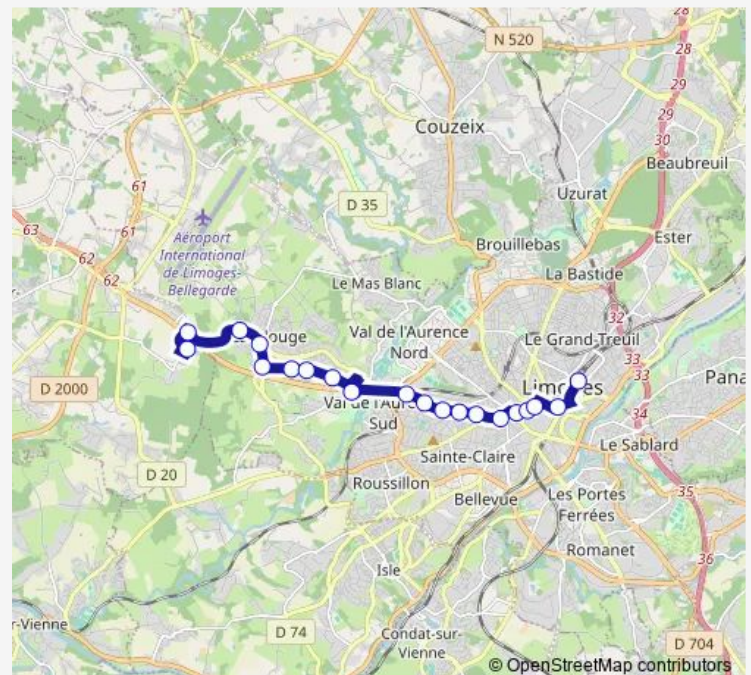 28
N 520
28
29
Couzeix
29
30
Beaubreuil
61
D 35
Uzurat
63
61
Aéroport
International
de Limoges-
Bellegarde
62
62
Brouillebas
Ester
La Bastide
Le Mas Blanc
32
Val de l'Aurence
Nord
Le Grand-Treuil
33
33
Limoges
D 2000
Pana
34
Sud
Le Sablard
Sainte-Claire
D 20
Roussillon
35
Bellevue
Les Portes
Ferrées
Romanet
36
Isle
r-Vienne
D 74
Condat-sur-
Vienne
D 704
© OpenStreetMap contributors